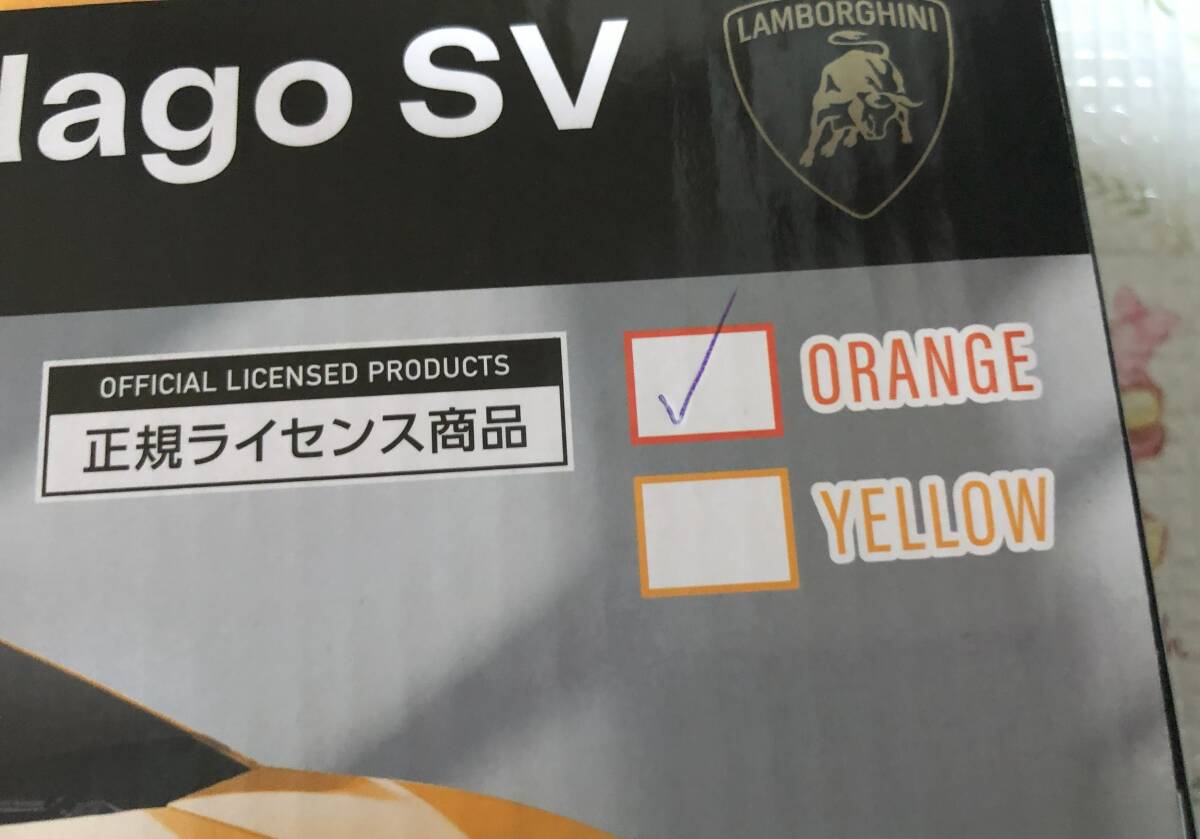 lago SV
LAMBORGHINI
OFFICIAL LICENSED PRODUCTS
正規ライセンス商品
ORANGE
YELLOW